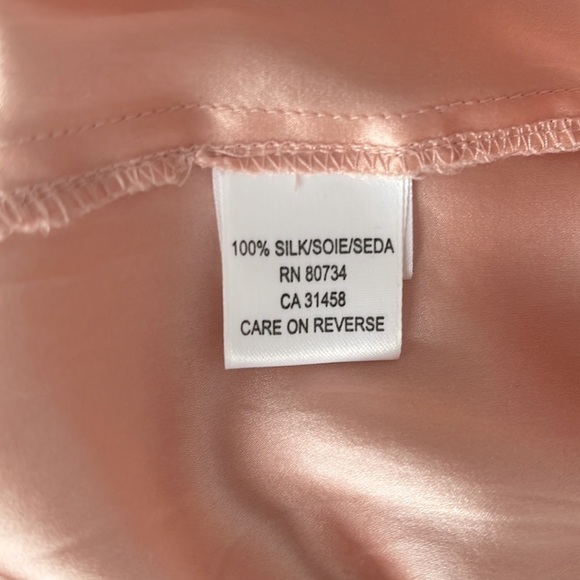 100% SILK/SOIE/SEDA
RN 80734
CA 31458
CARE ON REVERSE